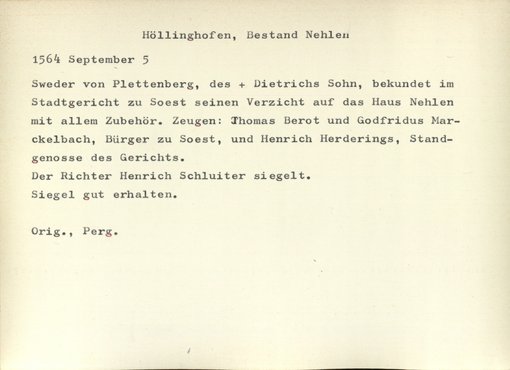 Höllinghofen, Bestand Nehlen
1564 September 5
Sweder von Plettenberg, des + Dietrichs Sohn, bekundet im
Stadtgericht zu Soest seinen Verzicht auf das Haus Nehlen
mit allem Zubehör. Zeugen: Thomas Berot und Godfridus Mar-
ckelbach, Bürger zu Soest, und Henrich Herderings, Stand-
genosse des Gerichts.
Der Richter Henrich Schluiter siegelt.
Siegel gut erhalten.
Orig., Perg.